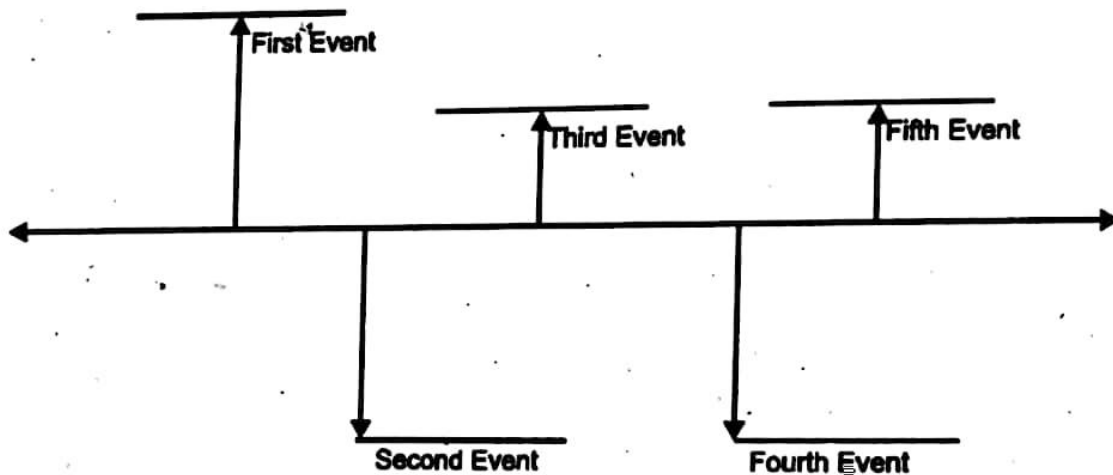 First Event
Third Event
Fifth Event
Second Event
Fourth Event